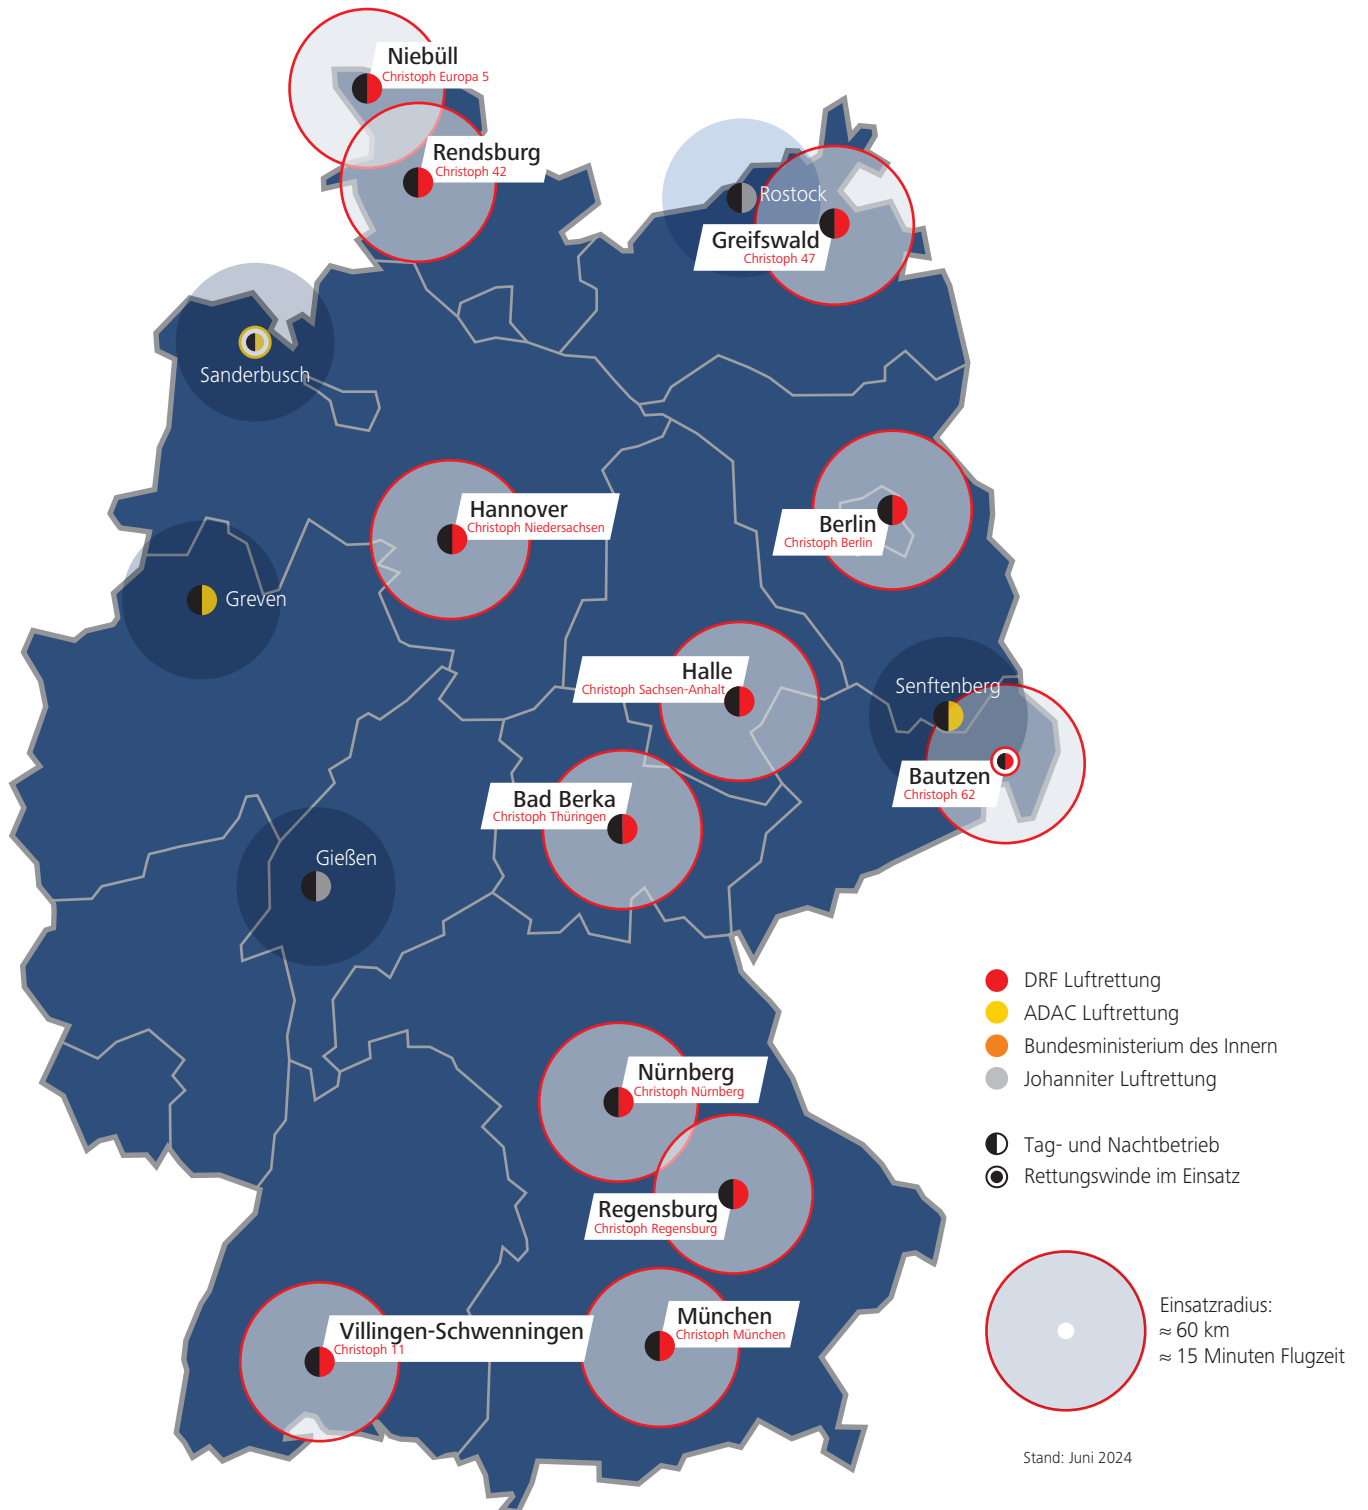 Niebüll
Christoph Europa 5
Rendsburg
Christoph 42
Rostock
Greifswald
Christoph 47
Sanderbusch
Hannover
Christoph Niedersachsen
Berlin
Christoph Berlin
Greven
Halle
Christoph Sachsen-Anhalt
Senftenberg
Bautzen
Christoph 62
Bad Berka
Christoph Thüringen
Gießen
DRF Luftrettung
ADAC Luftrettung
Bundesministerium des Innern
Johanniter Luftrettung
Nürnberg
Christoph Nürnberg
Tag- und Nachtbetrieb
Rettungswinde im Einsatz
Regensburg
Christoph Regensburg
München
Christoph München
Villingen-Schwenningen
Christoph 11
Einsatzradius:
≈ 60 km
≈ 15 Minuten Flugzeit
Stand: Juni 2024